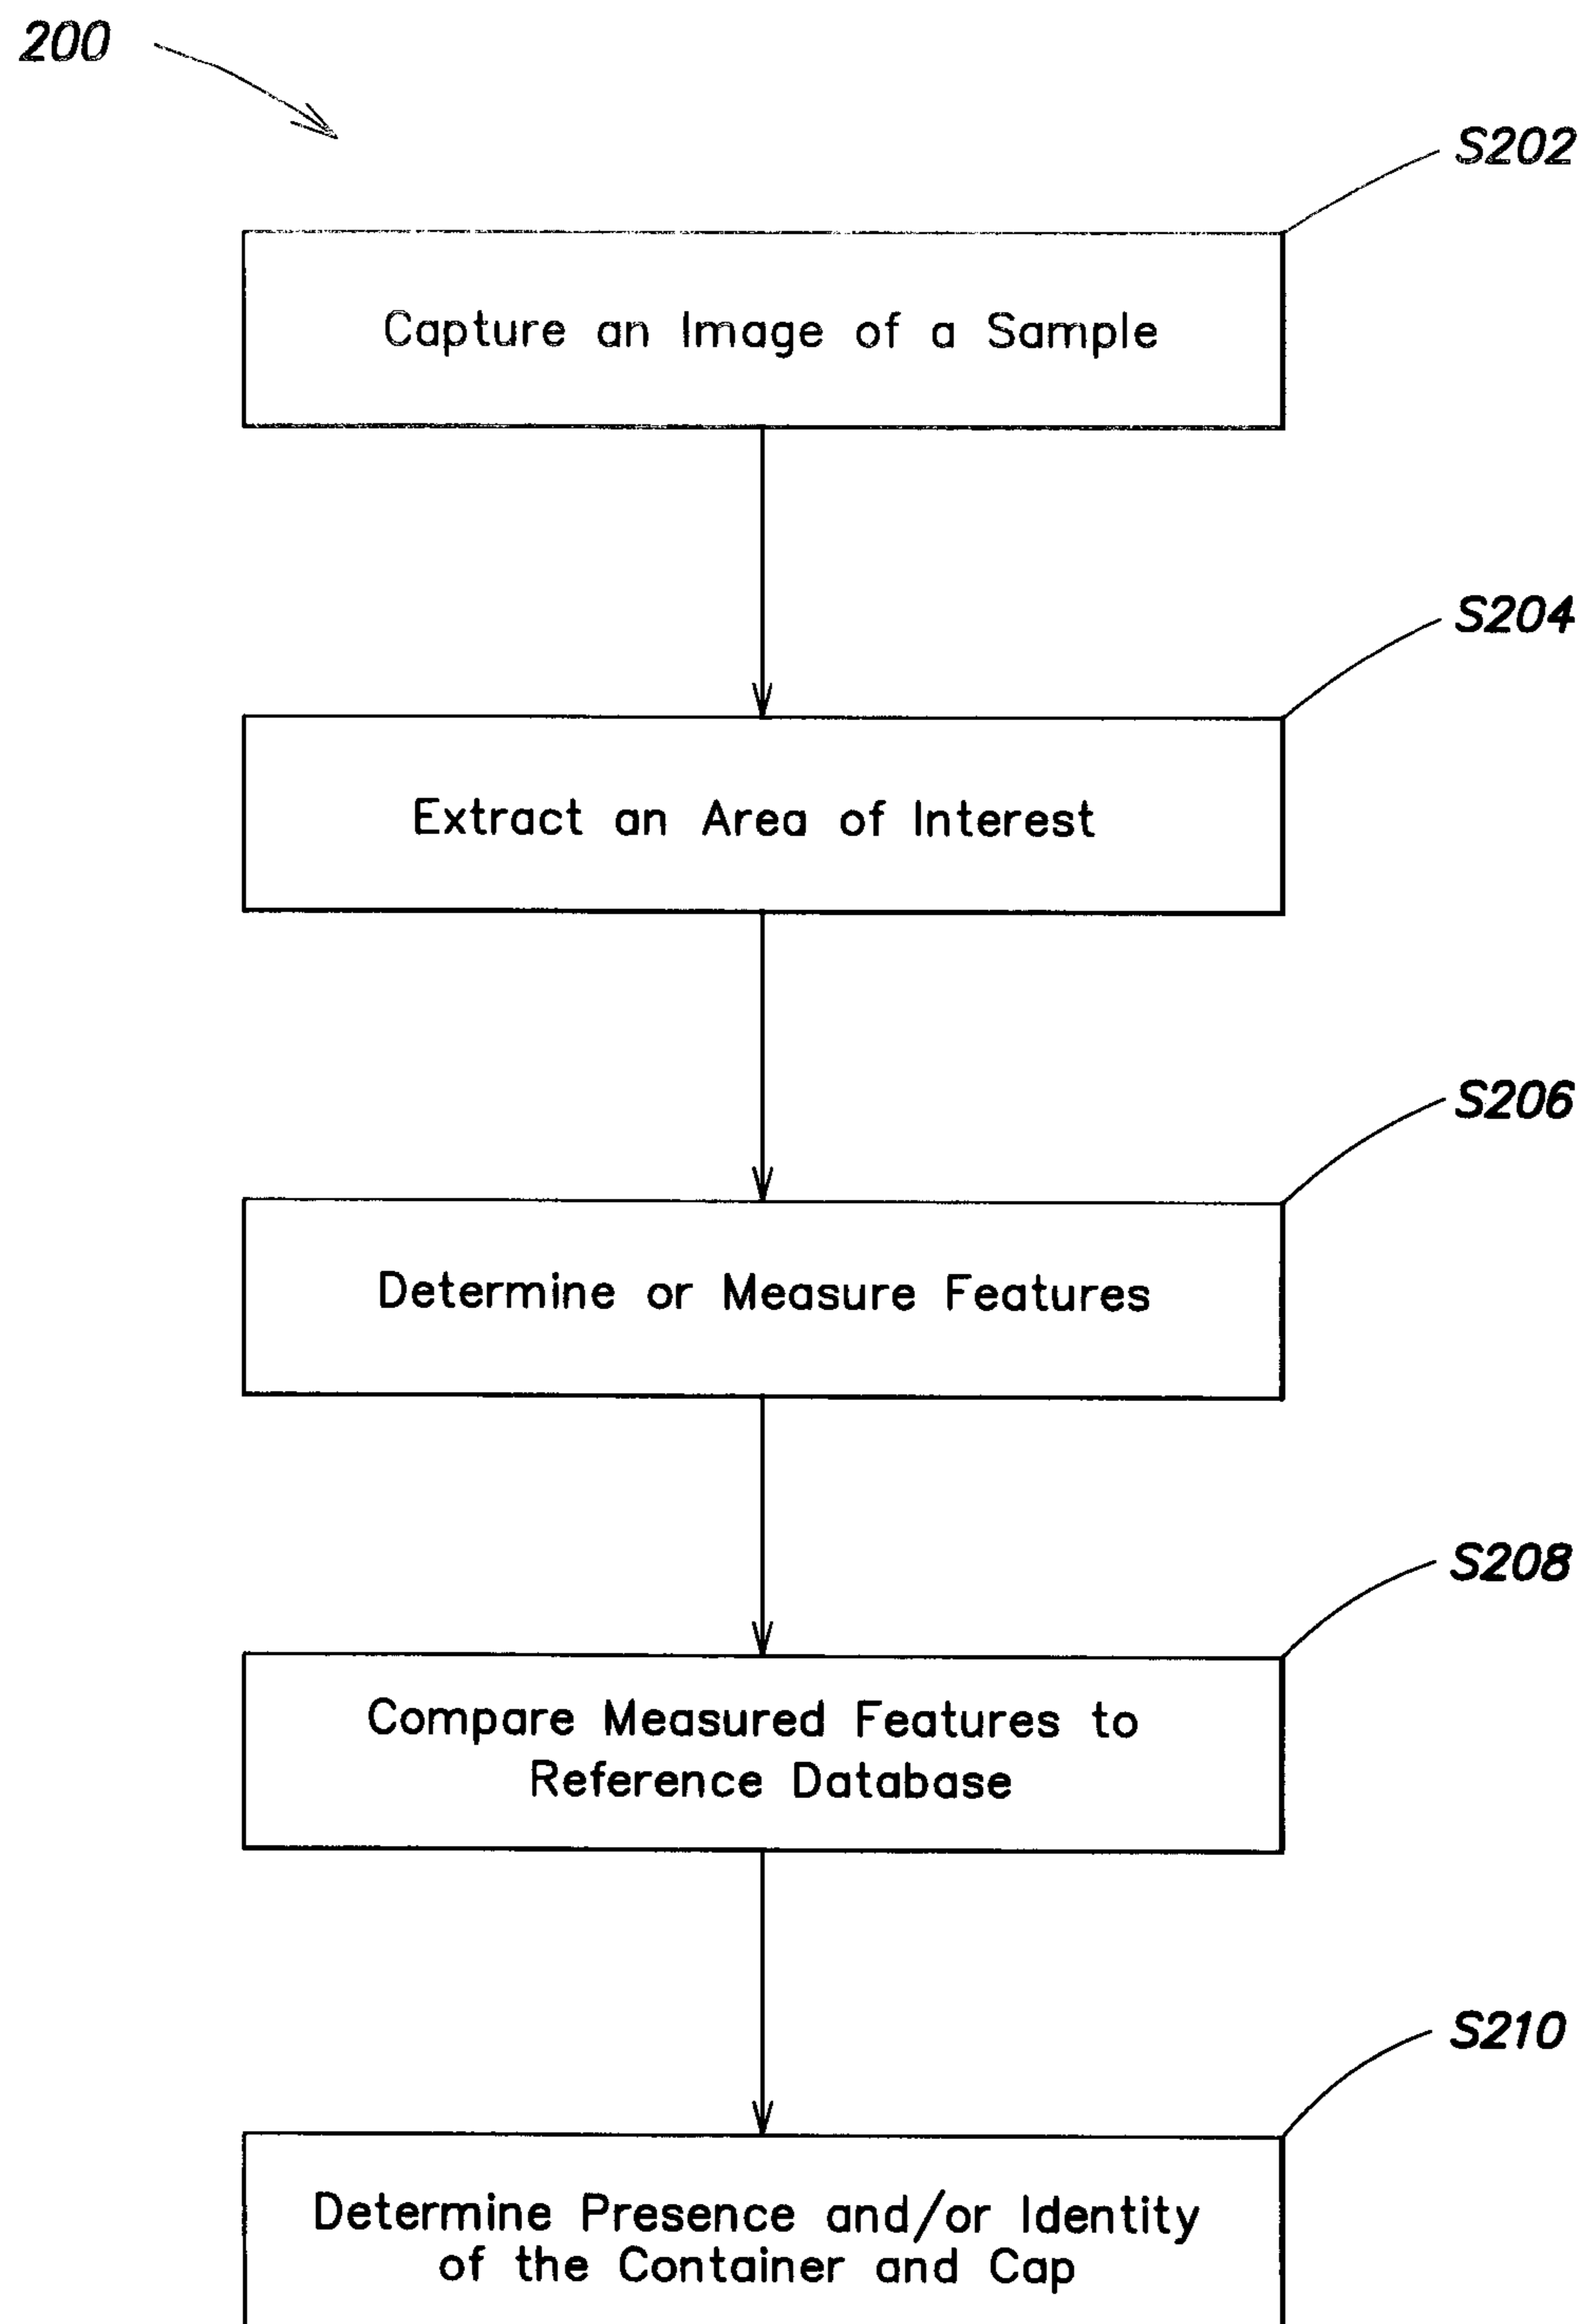 200
S202
Capture an Image of a Sample
S204
Extract an Area of Interest
S206
Determine or Measure Features
S208
Compare Measured Features to
Reference Database
S210
Determine Presence and/or Identity
of the Container and Cap